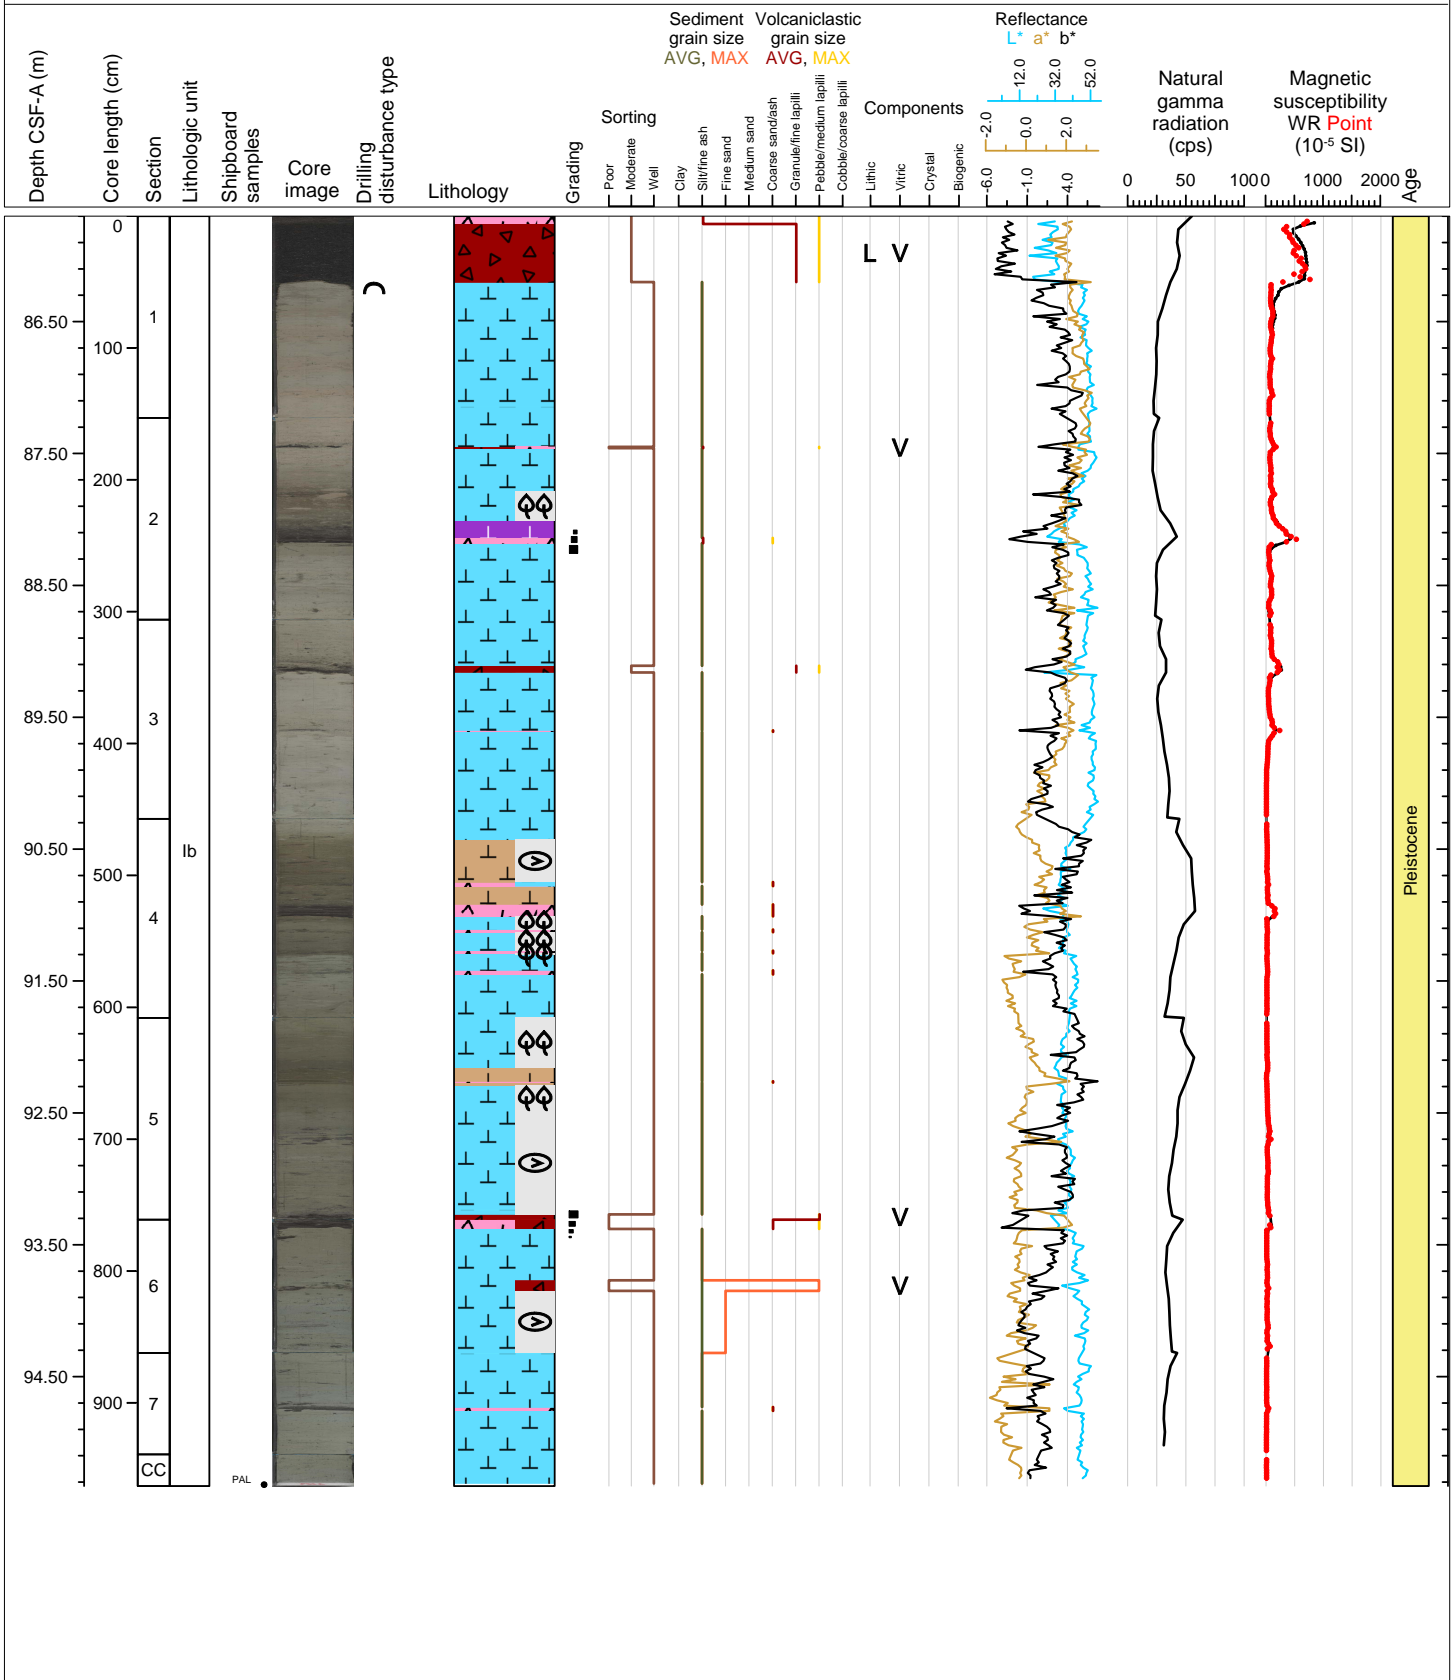 Depth CSF-A (m)
Core length (cm)
Section
Lithologic unit
Shipboard
samples
Core
image
Drilling
disturbance type
Lithology
Grading
Sorting
Poor
Moderate
Well
Sediment
grain size
AVG, MAX
Volcaniclastic
grain size
AVG, MAX
Clay
Silt/fine ash
Fine sand
Medium sand
Coarse sand/ash
Granule/fine lapilli
Pebble/medium lapilli
Cobble/coarse lapilli
Components
Lithic
Vitric
Crystal
Biogenic
Reflectance
L* a* b*
12.0 32.0 52.0
-2.0 0.0 2.0
-6.0 -1.0 4.0
Natural
gamma
radiation
(cps)
0 50 100
Magnetic
susceptibility
WR Point
(10-5 SI)
0 1000 2000
Age
0
L V
86.50
1
100
87.50
V
200
2
88.50
300
89.50
3
400
Pleistocene
90.50
Ib
500
4
91.50
600
92.50
5
700
V
93.50
800
6
V
94.50
900
7
CC
PAL